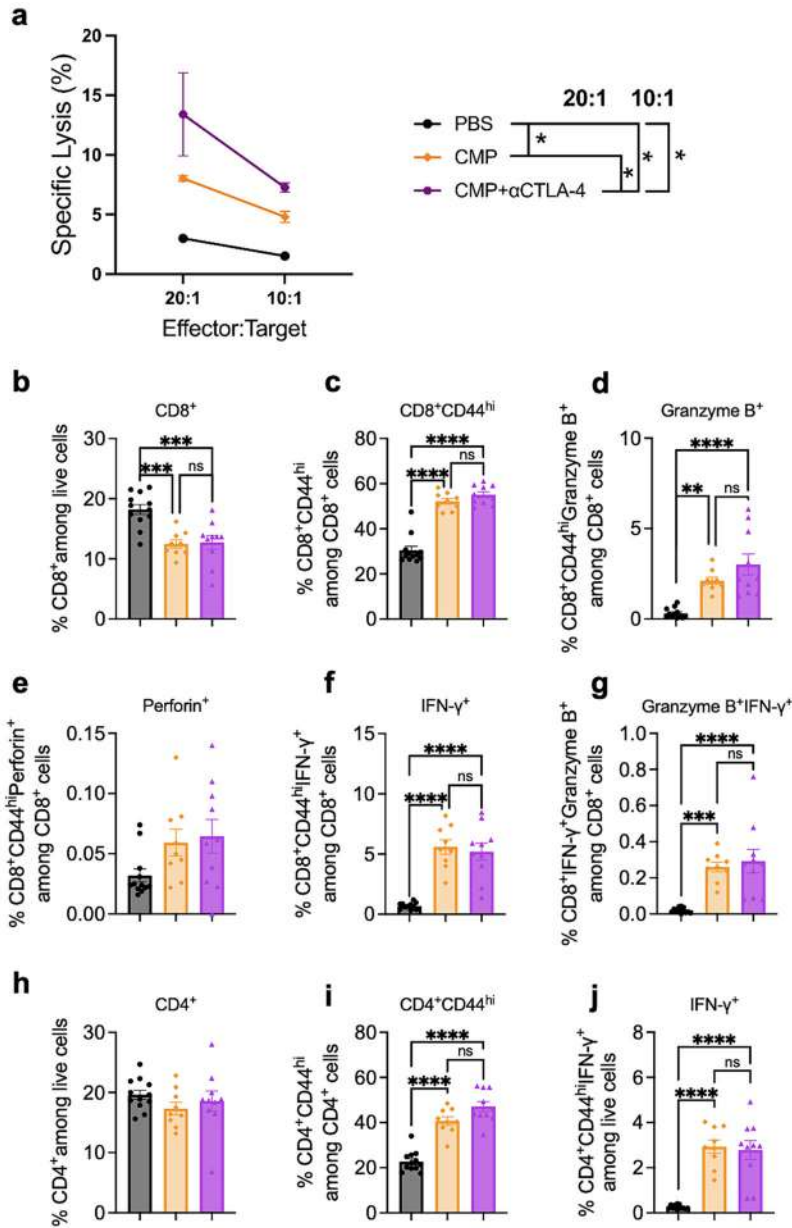 a
Specific Lysis (%)
20
15
10
5
0
20:1
10:1
Effector:Target
20:1 10:1
PBS
CMP
CMP+αCTLA-4
*
*
*
*
b
CD8⁺
% CD8⁺among live cells
30
20
10
0
***
***
ns
c
CD8⁺CD44ʰⁱ
% CD8⁺CD44ʰⁱ
among CD8⁺ cells
80
60
40
20
0
****
****
ns
d
Granzyme B⁺
% CD8⁺CD44ʰⁱGranzyme B⁺
among CD8⁺ cells
10
5
0
****
**
ns
e
Perforin⁺
% CD8⁺CD44ʰⁱPerforin⁺
among CD8⁺ cells
0.15
0.10
0.05
0.00
f
IFN-γ⁺
% CD8⁺CD44ʰⁱIFN-γ⁺
among CD8⁺ cells
15
10
5
0
****
****
ns
g
Granzyme B⁺IFN-γ⁺
% CD8⁺IFN-γ⁺Granzyme B⁺
among CD8⁺ cells
1.0
0.8
0.6
0.4
0.2
0.0
****
***
ns
h
CD4⁺
% CD4⁺among live cells
30
20
10
0
i
CD4⁺CD44ʰⁱ
% CD4⁺CD44ʰⁱ
among CD4⁺ cells
80
60
40
20
0
****
****
ns
j
IFN-γ⁺
% CD4⁺CD44ʰⁱIFN-γ⁺
among live cells
8
6
4
2
0
****
****
ns